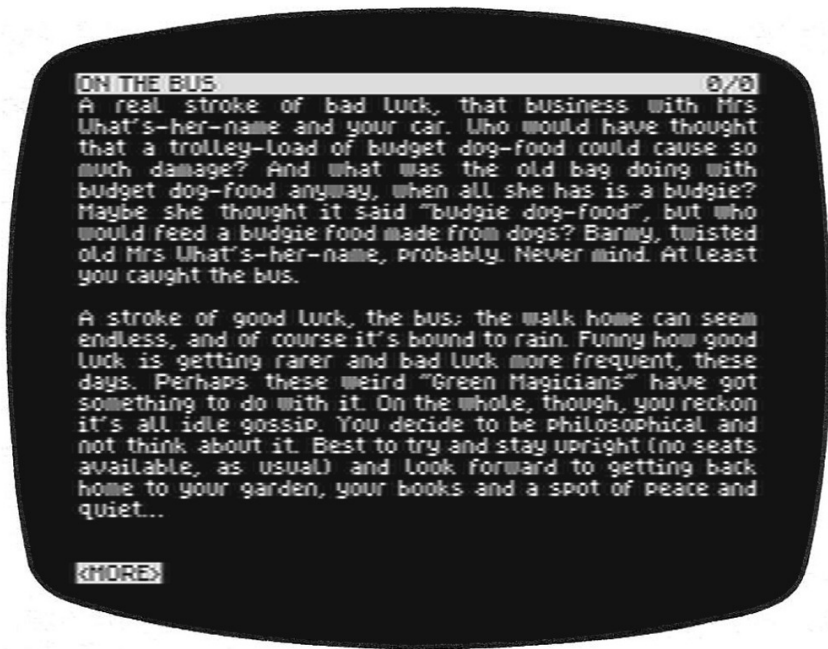 ON THE BUS 0/0
A real stroke of bad luck, that business with Mrs
What's-her-name and your car. Who would have thought
that a trolley-load of budget dog-food could cause so
much damage? And what was the old bag doing with
budget dog-food anyway, when all she has is a budgie?
Maybe she thought it said "budgie dog-food", but who
would feed a budgie food made from dogs? Barmy, twisted
old Mrs What's-her-name, probably. Never mind. At least
you caught the bus.
A stroke of good luck, the bus; the walk home can seem
endless, and of course it's bound to rain. Funny how good
luck is getting rarer and bad luck more frequent, these
days. Perhaps these weird "Green Magicians" have got
something to do with it. On the whole, though, you reckon
it's all idle gossip. You decide to be philosophical and
not think about it. Best to try and stay upright (no seats
available, as usual) and look forward to getting back
home to your garden, your books and a spot of peace and
quiet...
<MORE>